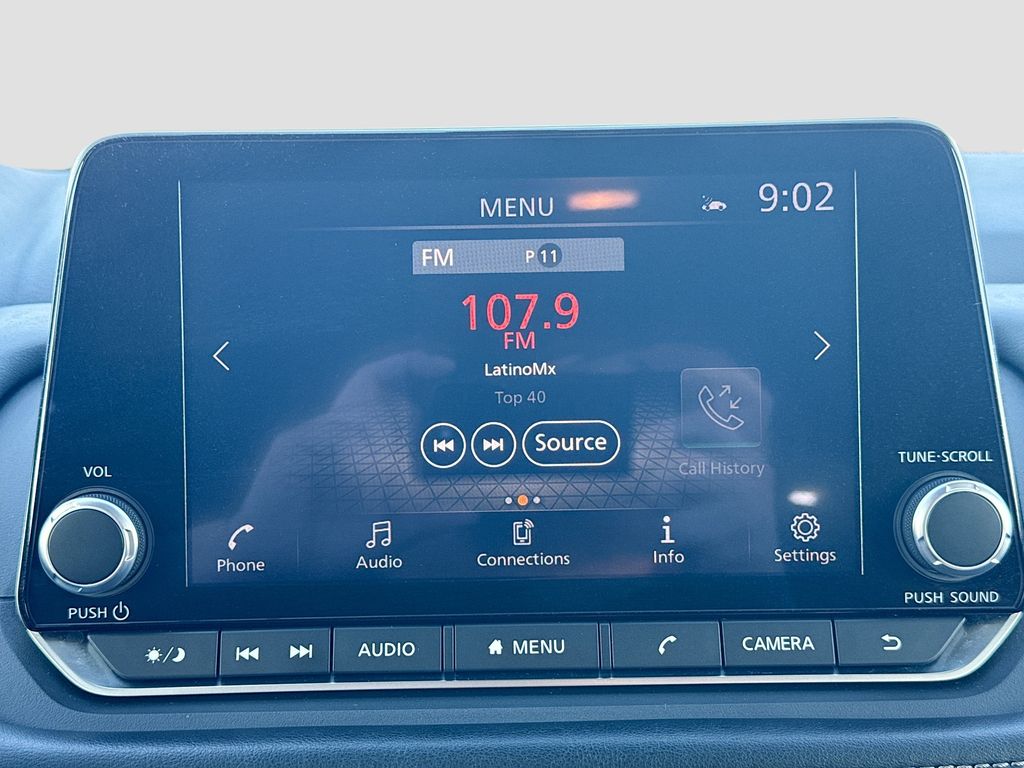 MENU
9:02
FM P 11
107.9
FM
LatinoMx
Top 40
Source
Call History
VOL
TUNE·SCROLL
Phone
Audio
Connections
Info
Settings
PUSH
PUSH SOUND
AUDIO
MENU
CAMERA